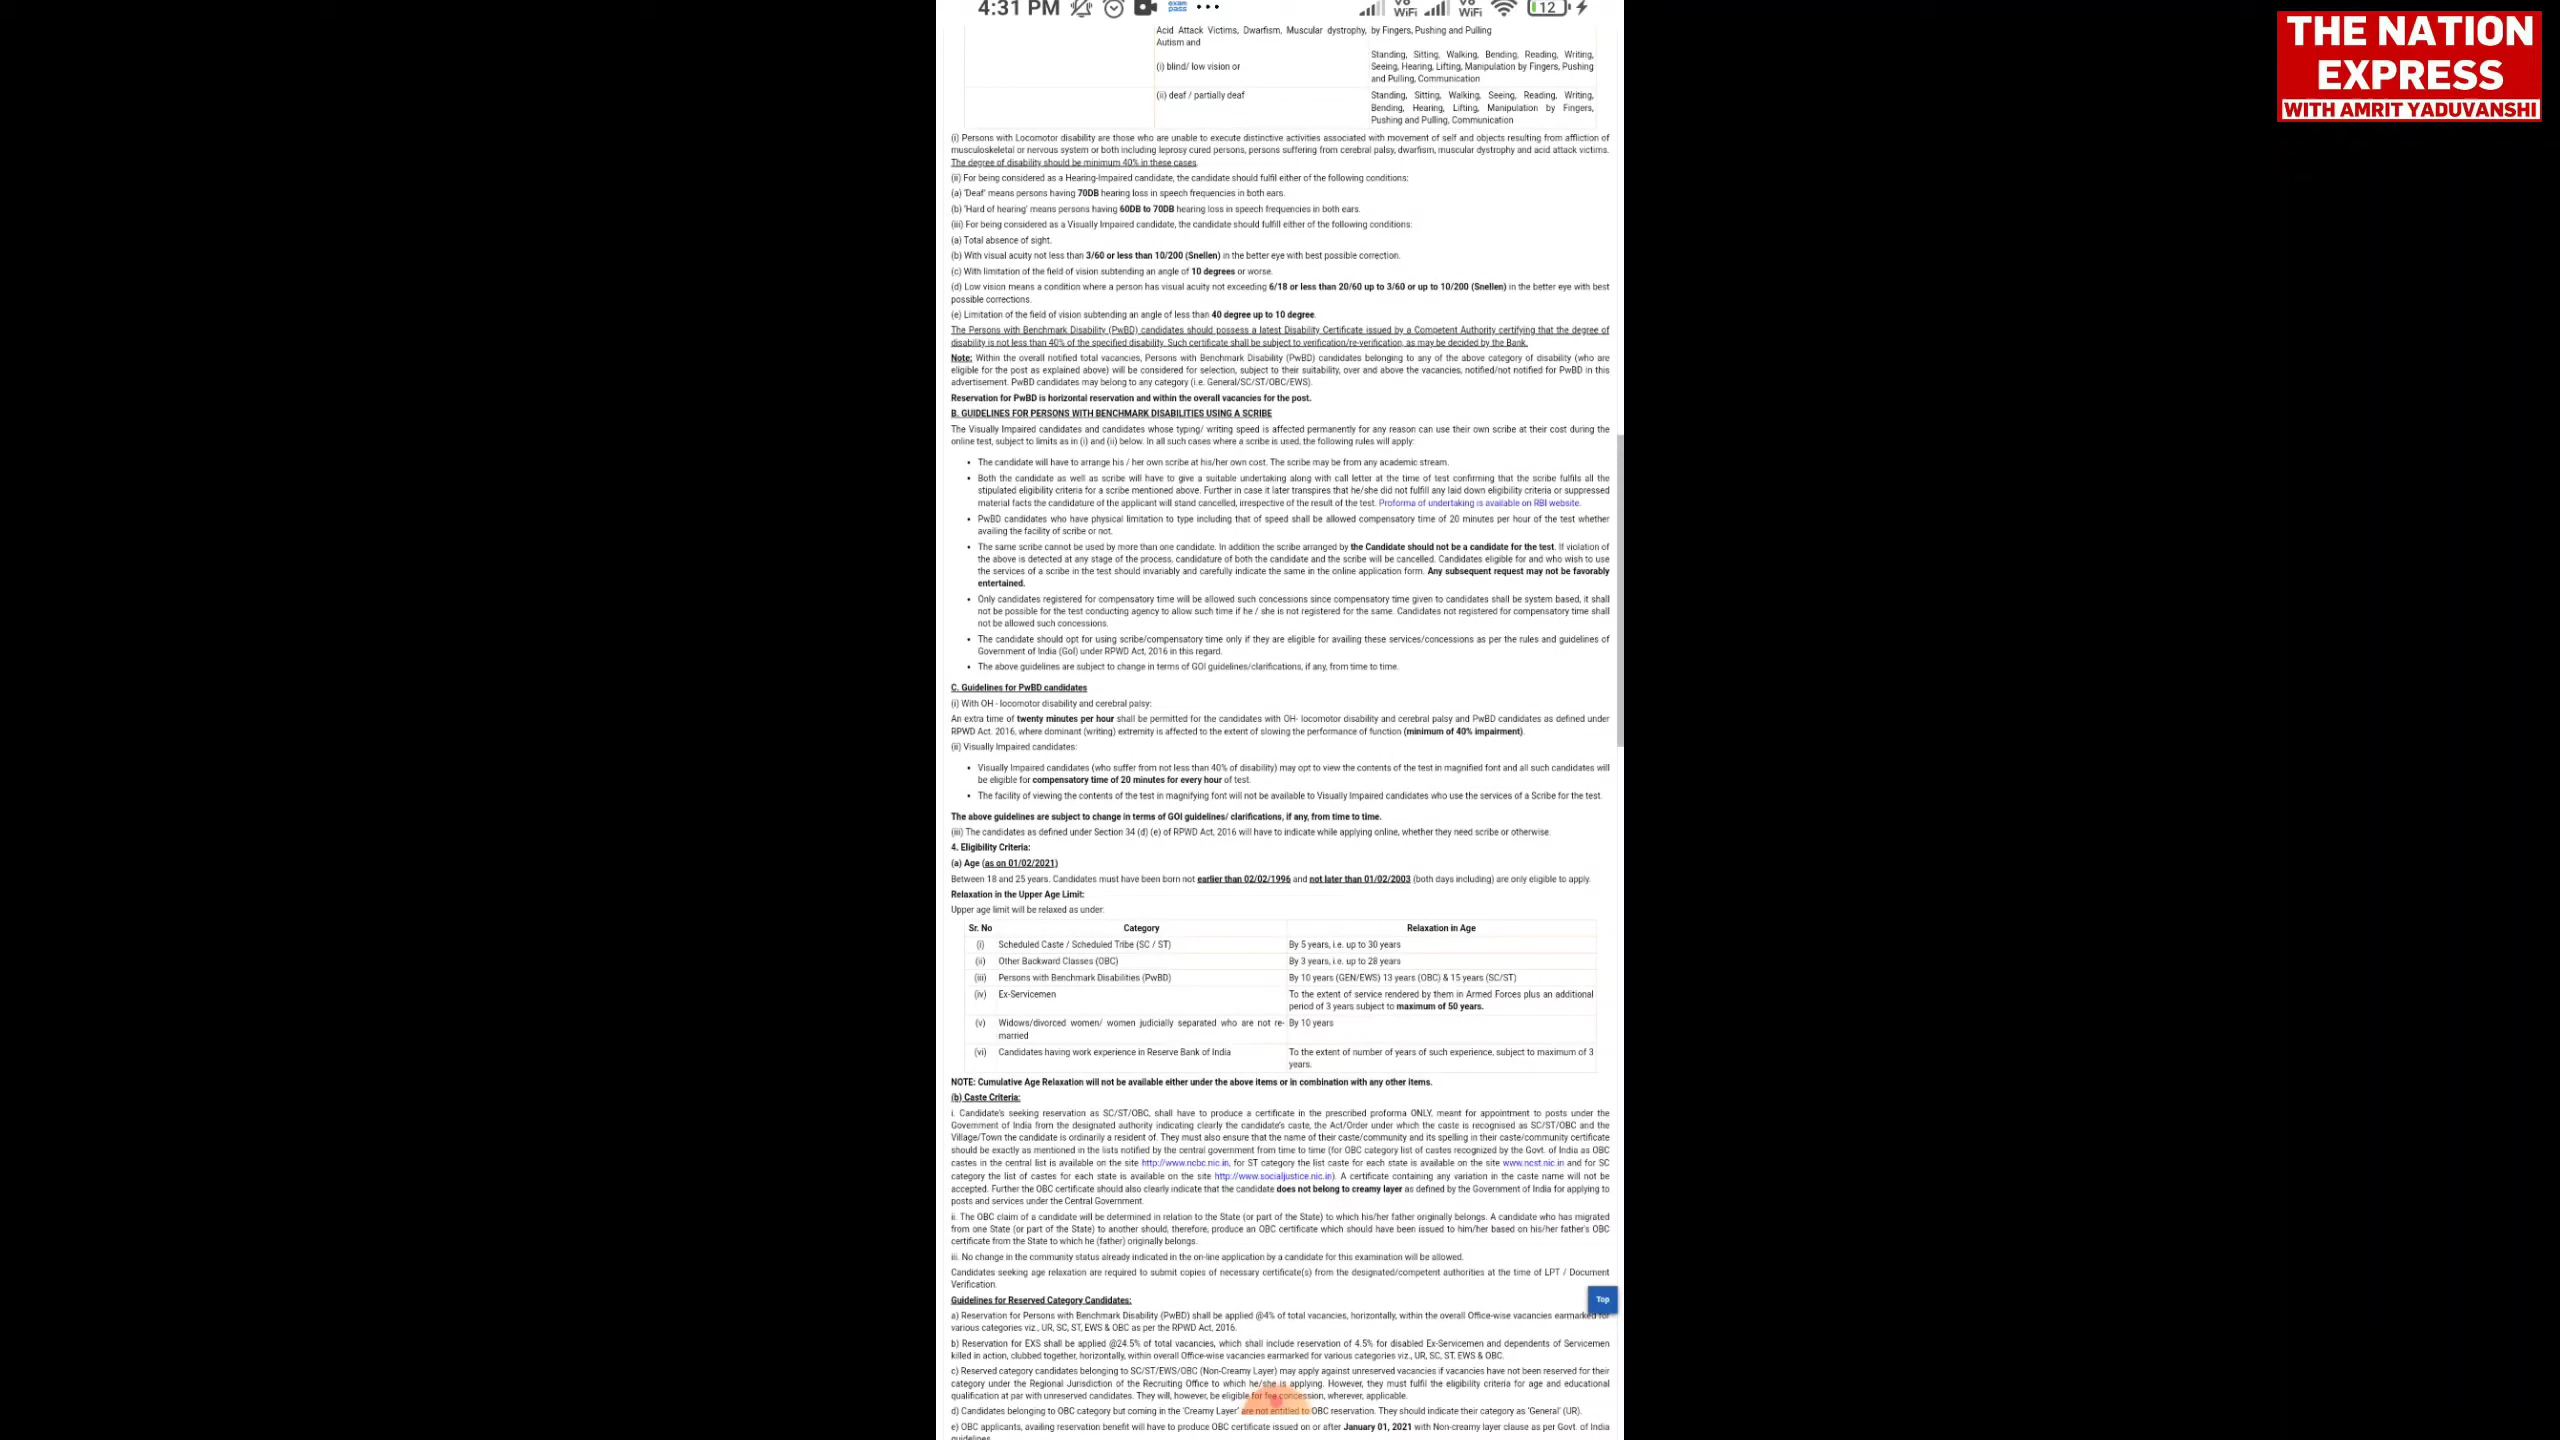 4:31 PM exam pass ••• Vo WiFi Vo WiFi 12
THE NATION
EXPRESS
WITH AMRIT YADUVANSHI
Acid Attack Victims, Dwarfism, Muscular dystrophy, by Fingers, Pushing and Pulling
Autism and
Standing, Sitting, Walking, Bending, Reading, Writing,
(i) blind/ low vision or Seeing, Hearing, Lifting, Manipulation by Fingers, Pushing
and Pulling, Communication
(ii) deaf / partially deaf Standing, Sitting, Walking, Seeing, Reading, Writing,
Bending, Hearing, Lifting, Manipulation by Fingers,
Pushing and Pulling, Communication
(i) Persons with Locomotor disability are those who are unable to execute distinctive activities associated with movement of self and objects resulting from affliction of
musculoskeletal or nervous system or both including leprosy cured persons, persons suffering from cerebral palsy, dwarfism, muscular dystrophy and acid attack victims.
The degree of disability should be minimum 40% in these cases.
(ii) For being considered as a Hearing-Impaired candidate, the candidate should fulfil either of the following conditions:
(a) 'Deaf' means persons having 70DB hearing loss in speech frequencies in both ears.
(b) 'Hard of hearing' means persons having 60DB to 70DB hearing loss in speech frequencies in both ears.
(iii) For being considered as a Visually Impaired candidate, the candidate should fulfill either of the following conditions:
(a) Total absence of sight.
(b) With visual acuity not less than 3/60 or less than 10/200 (Snellen) in the better eye with best possible correction.
(c) With limitation of the field of vision subtending an angle of 10 degrees or worse.
(d) Low vision means a condition where a person has visual acuity not exceeding 6/18 or less than 20/60 up to 3/60 or up to 10/200 (Snellen) in the better eye with best
possible corrections.
(e) Limitation of the field of vision subtending an angle of less than 40 degree up to 10 degree.
The Persons with Benchmark Disability (PwBD) candidates should possess a latest Disability Certificate issued by a Competent Authority certifying that the degree of
disability is not less than 40% of the specified disability. Such certificate shall be subject to verification/re-verification, as may be decided by the Bank.
Note: Within the overall notified total vacancies, Persons with Benchmark Disability (PwBD) candidates belonging to any of the above category of disability (who are
eligible for the post as explained above) will be considered for selection, subject to their suitability, over and above the vacancies, notified/not notified for PwBD in this
advertisement. PwBD candidates may belong to any category (i.e. General/SC/ST/OBC/EWS).
Reservation for PwBD is horizontal reservation and within the overall vacancies for the post.
B. GUIDELINES FOR PERSONS WITH BENCHMARK DISABILITIES USING A SCRIBE
The Visually Impaired candidates and candidates whose typing/ writing speed is affected permanently for any reason can use their own scribe at their cost during the
online test, subject to limits as in (i) and (ii) below. In all such cases where a scribe is used, the following rules will apply:
• The candidate will have to arrange his / her own scribe at his/her own cost. The scribe may be from any academic stream.
• Both the candidate as well as scribe will have to give a suitable undertaking along with call letter at the time of test confirming that the scribe fulfils all the
stipulated eligibility criteria for a scribe mentioned above. Further in case it later transpires that he/she did not fulfill any laid down eligibility criteria or suppressed
material facts the candidature of the applicant will stand cancelled, irrespective of the result of the test. Proforma of undertaking is available on RBI website.
• PwBD candidates who have physical limitation to type including that of speed shall be allowed compensatory time of 20 minutes per hour of the test whether
availing the facility of scribe or not.
• The same scribe cannot be used by more than one candidate. In addition the scribe arranged by the Candidate should not be a candidate for the test. If violation of
the above is detected at any stage of the process, candidature of both the candidate and the scribe will be cancelled. Candidates eligible for and who wish to use
the services of a scribe in the test should invariably and carefully indicate the same in the online application form. Any subsequent request may not be favorably
entertained.
• Only candidates registered for compensatory time will be allowed such concessions since compensatory time given to candidates shall be system based, it shall
not be possible for the test conducting agency to allow such time if he / she is not registered for the same. Candidates not registered for compensatory time shall
not be allowed such concessions.
• The candidate should opt for using scribe/compensatory time only if they are eligible for availing these services/concessions as per the rules and guidelines of
Government of India (GoI) under RPWD Act, 2016 in this regard.
• The above guidelines are subject to change in terms of GOI guidelines/clarifications, if any, from time to time.
C. Guidelines for PwBD candidates
(i) With OH - locomotor disability and cerebral palsy:
An extra time of twenty minutes per hour shall be permitted for the candidates with OH- locomotor disability and cerebral palsy and PwBD candidates as defined under
RPWD Act. 2016, where dominant (writing) extremity is affected to the extent of slowing the performance of function (minimum of 40% impairment).
(ii) Visually Impaired candidates:
• Visually Impaired candidates (who suffer from not less than 40% of disability) may opt to view the contents of the test in magnified font and all such candidates will
be eligible for compensatory time of 20 minutes for every hour of test.
• The facility of viewing the contents of the test in magnifying font will not be available to Visually Impaired candidates who use the services of a Scribe for the test.
The above guidelines are subject to change in terms of GOI guidelines/ clarifications, if any, from time to time.
(iii) The candidates as defined under Section 34 (d) (e) of RPWD Act, 2016 will have to indicate while applying online, whether they need scribe or otherwise.
4. Eligibility Criteria:
(a) Age (as on 01/02/2021)
Between 18 and 25 years. Candidates must have been born not earlier than 02/02/1996 and not later than 01/02/2003 (both days including) are only eligible to apply.
Relaxation in the Upper Age Limit:
Upper age limit will be relaxed as under:
Sr. No Category Relaxation in Age
(i) Scheduled Caste / Scheduled Tribe (SC / ST) By 5 years, i.e. up to 30 years
(ii) Other Backward Classes (OBC) By 3 years, i.e. up to 28 years
(iii) Persons with Benchmark Disabilities (PwBD) By 10 years (GEN/EWS) 13 years (OBC) & 15 years (SC/ST)
(iv) Ex-Servicemen To the extent of service rendered by them in Armed Forces plus an additional
period of 3 years subject to maximum of 50 years.
(v) Widows/divorced women/ women judicially separated who are not re- By 10 years
married
(vi) Candidates having work experience in Reserve Bank of India To the extent of number of years of such experience, subject to maximum of 3
years.
NOTE: Cumulative Age Relaxation will not be available either under the above items or in combination with any other items.
(b) Caste Criteria:
i. Candidate's seeking reservation as SC/ST/OBC, shall have to produce a certificate in the prescribed proforma ONLY, meant for appointment to posts under the
Government of India from the designated authority indicating clearly the candidate's caste, the Act/Order under which the caste is recognised as SC/ST/OBC and the
Village/Town the candidate is ordinarily a resident of. They must also ensure that the name of their caste/community and its spelling in their caste/community certificate
should be exactly as mentioned in the lists notified by the central government from time to time (for OBC category list of castes recognized by the Govt. of India as OBC
castes in the central list is available on the site http://www.ncbc.nic.in, for ST category the list caste for each state is available on the site www.ncst.nic.in and for SC
category the list of castes for each state is available on the site http://www.socialjustice.nic.in). A certificate containing any variation in the caste name will not be
accepted. Further the OBC certificate should also clearly indicate that the candidate does not belong to creamy layer as defined by the Government of India for applying to
posts and services under the Central Government.
ii. The OBC claim of a candidate will be determined in relation to the State (or part of the State) to which his/her father originally belongs. A candidate who has migrated
from one State (or part of the State) to another should, therefore, produce an OBC certificate which should have been issued to him/her based on his/her father's OBC
certificate from the State to which he (father) originally belongs.
iii. No change in the community status already indicated in the on-line application by a candidate for this examination will be allowed.
Candidates seeking age relaxation are required to submit copies of necessary certificate(s) from the designated/competent authorities at the time of LPT / Document
Verification.
Top
Guidelines for Reserved Category Candidates:
a) Reservation for Persons with Benchmark Disability (PwBD) shall be applied @4% of total vacancies, horizontally, within the overall Office-wise vacancies earmarked for
various categories viz., UR, SC, ST, EWS & OBC as per the RPWD Act, 2016.
b) Reservation for EXS shall be applied @24.5% of total vacancies, which shall include reservation of 4.5% for disabled Ex-Servicemen and dependents of Servicemen
killed in action, clubbed together, horizontally, within overall Office-wise vacancies earmarked for various categories viz., UR, SC, ST, EWS & OBC.
c) Reserved category candidates belonging to SC/ST/EWS/OBC (Non-Creamy Layer) may apply against unreserved vacancies if vacancies have not been reserved for their
category under the Regional Jurisdiction of the Recruiting Office to which he/she is applying. However, they must fulfil the eligibility criteria for age and educational
qualification at par with unreserved candidates. They will, however, be eligible for fee concession, wherever, applicable.
d) Candidates belonging to OBC category but coming in the 'Creamy Layer' are not entitled to OBC reservation. They should indicate their category as 'General' (UR).
e) OBC applicants, availing reservation benefit will have to produce OBC certificate issued on or after January 01, 2021 with Non-creamy layer clause as per Govt. of India
guidelines.